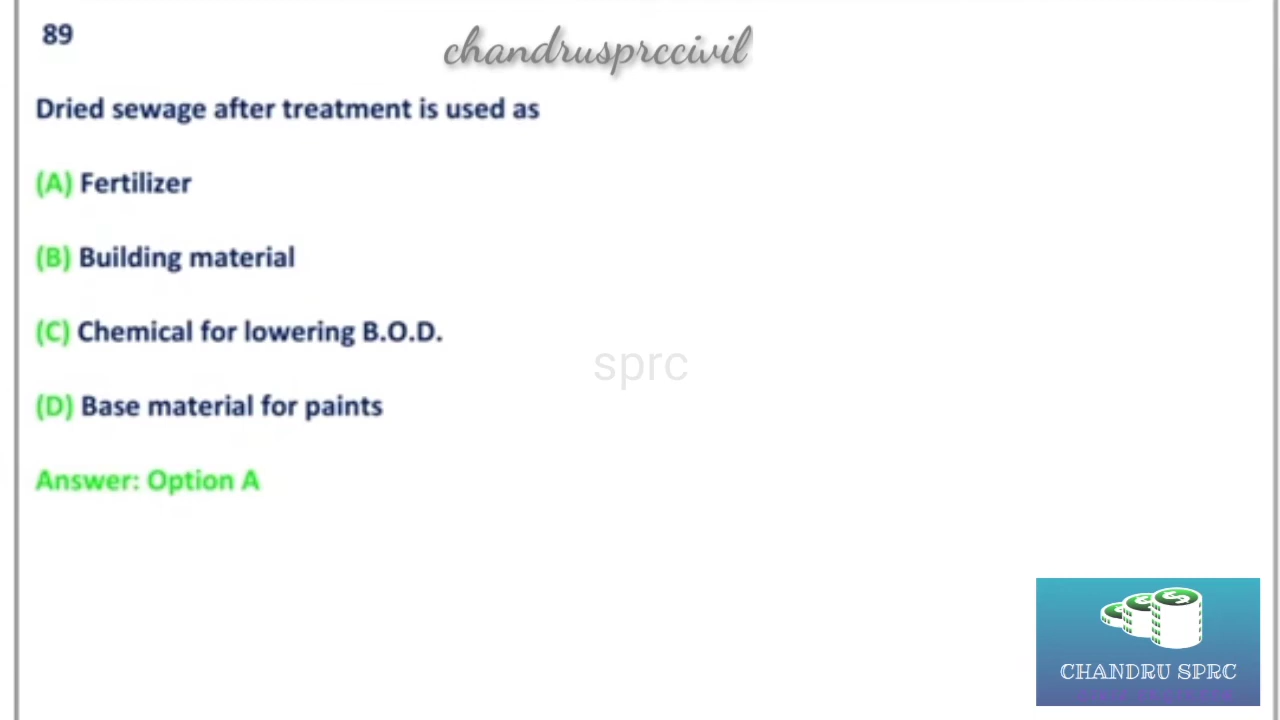 89
chandrusprccivil
Dried sewage after treatment is used as
(A) Fertilizer
(B) Building material
(C) Chemical for lowering B.O.D.
sprc
(D) Base material for paints
Answer: Option A
CHANDRU SPRC